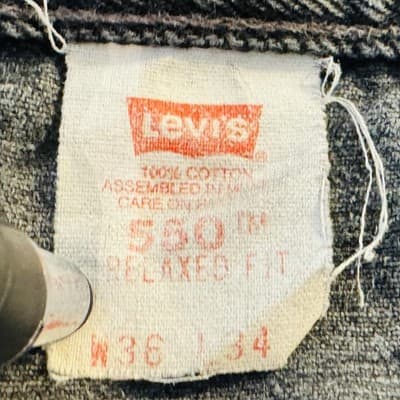 Levi's ®
100% COTTON
ASSEMBLED IN
CARE ON
550 TM
RELAXED FIT
W36 L34